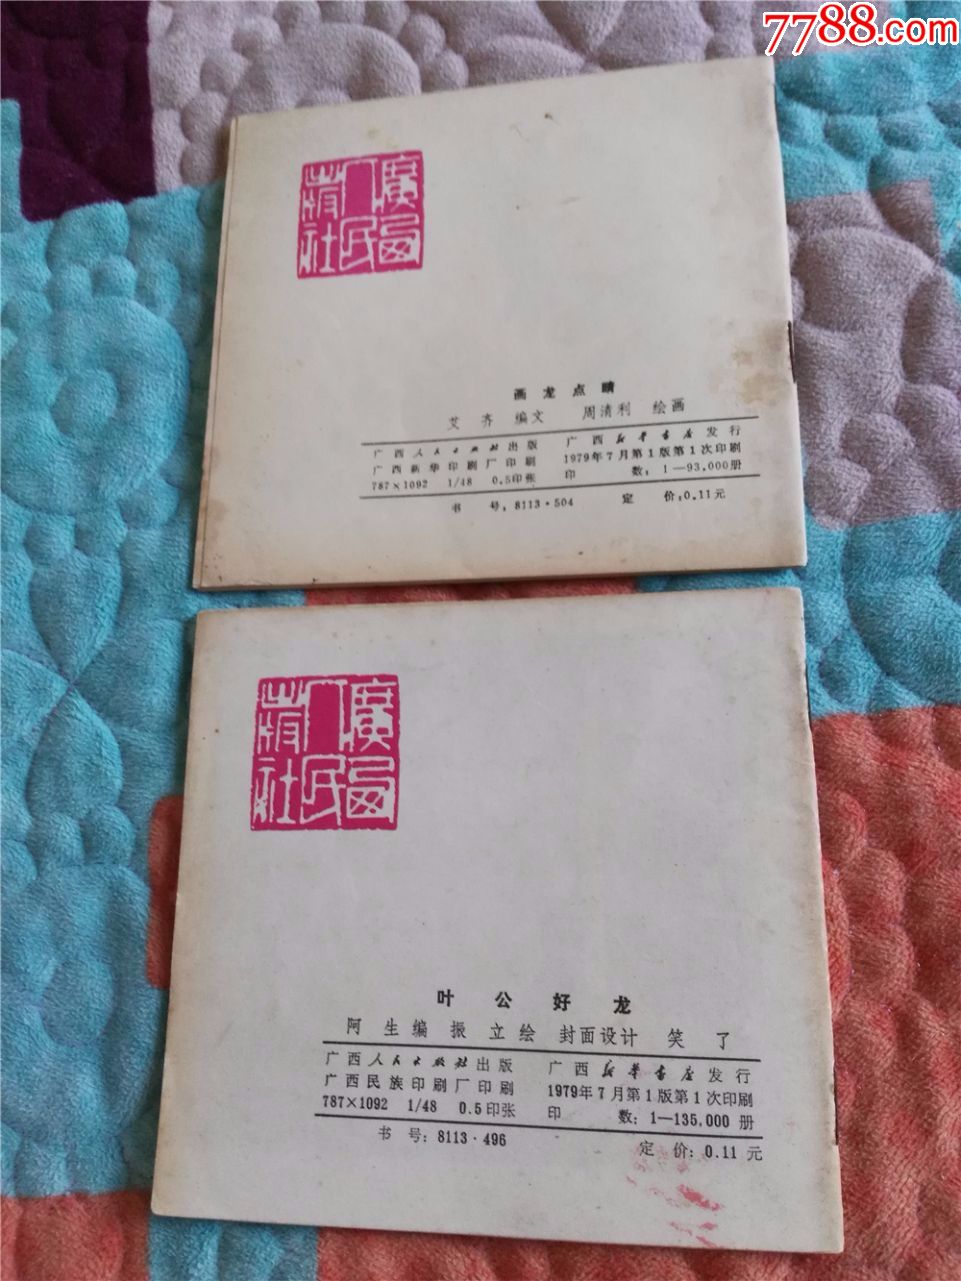 7788.com
廣西
人民
出版
社
画龙点睛
艾齐 编文 周清利 绘画
广西人民出版社出版 广西新华书店发行
广西新华印刷厂印刷 1979年7月第1版第1次印刷
787×1092 1/48 0.5印张 印数:1—93,000册
书号:8113·504 定价:0.11元
廣西
人民
出版
社
叶公好龙
阿生编 振立绘 封面设计 笑了
广西人民出版社出版 广西新华书店发行
广西民族印刷厂印刷 1979年7月第1版第1次印刷
787×1092 1/48 0.5印张 印数:1—135,000册
书号:8113·496 定价:0.11元